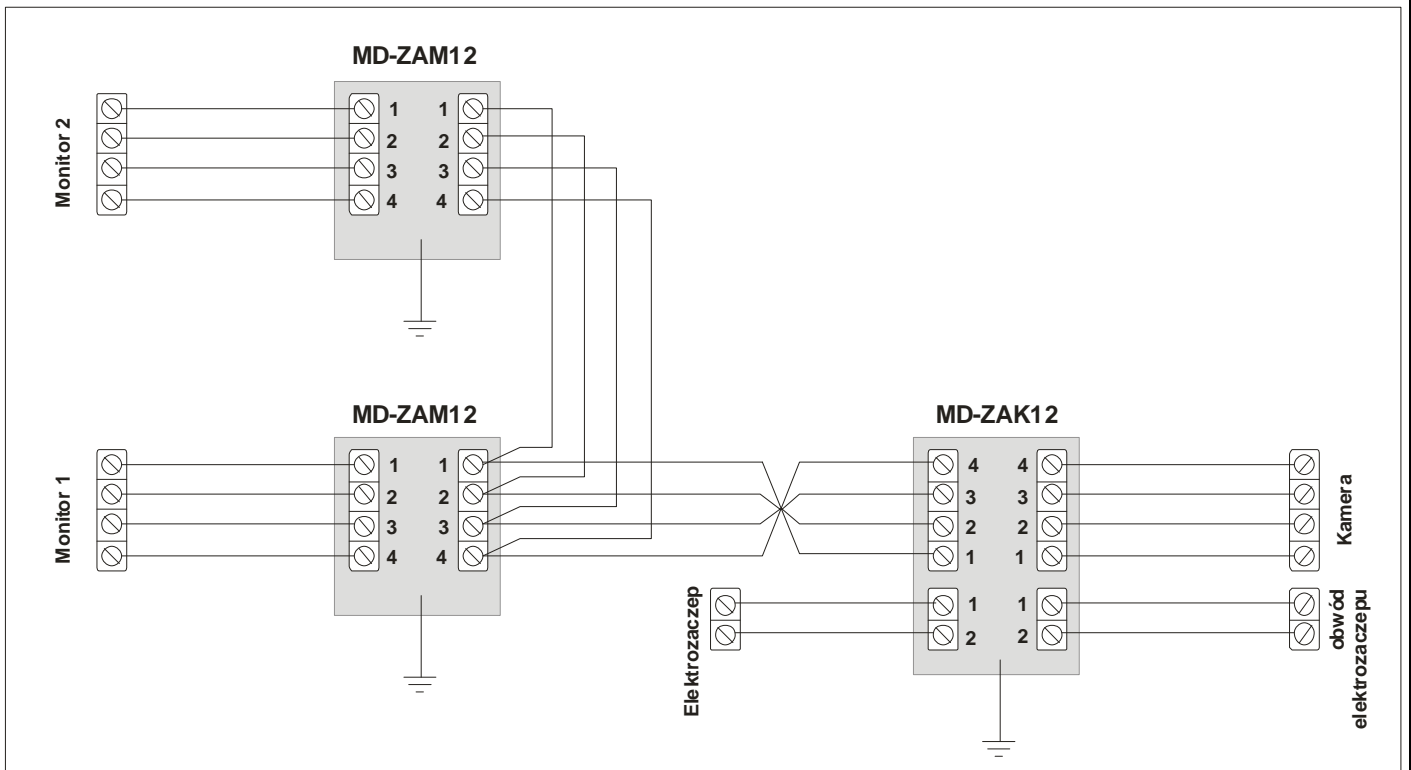 MD-ZAM12
Monitor 2
1 1
2 2
3 3
4 4
MD-ZAM12
Monitor 1
1 1
2 2
3 3
4 4
MD-ZAK12
4 4
3 3
2 2
1 1
1 1
2 2
Kamera
Elektrozaczep
obwód
elektrozaczepu